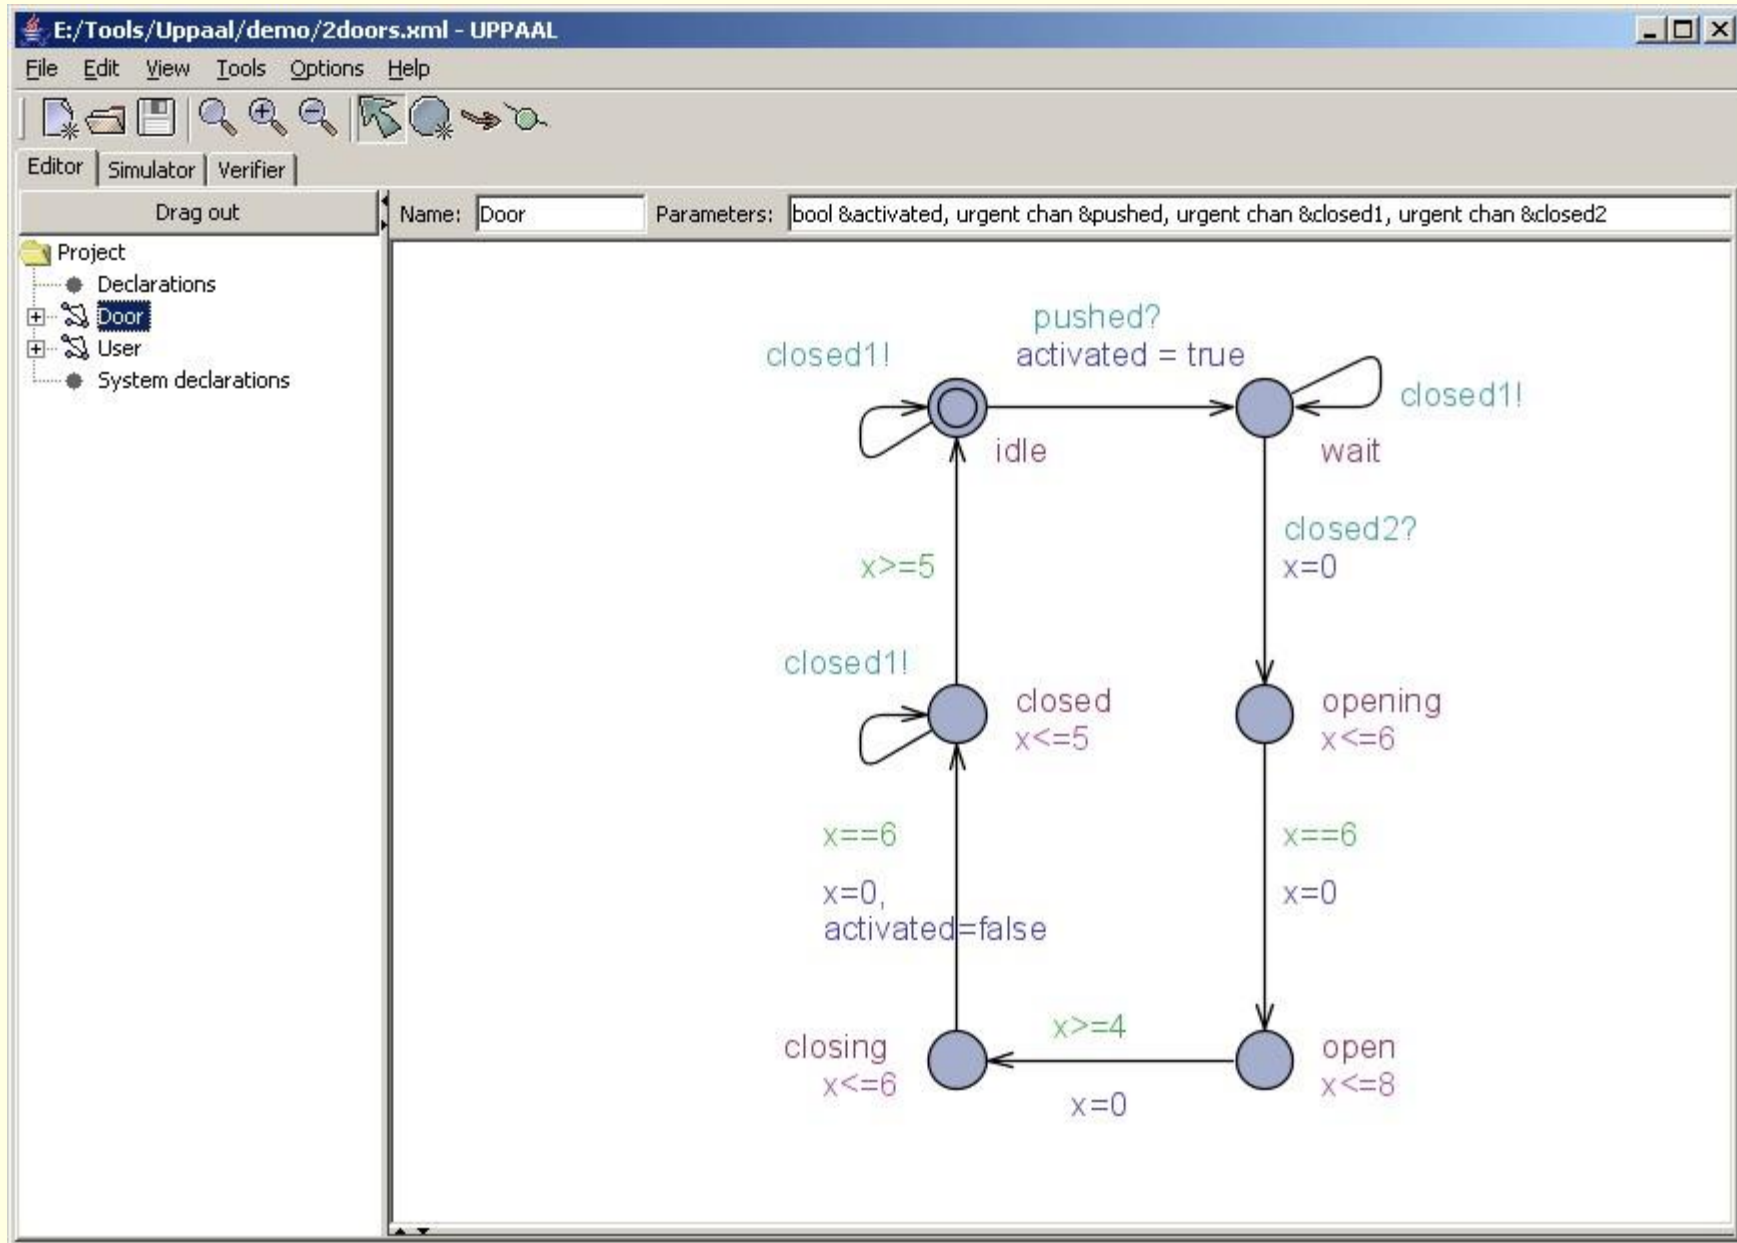 E:/Tools/Uppaal/demo/2doors.xml - UPPAAL
File Edit View Tools Options Help
Editor Simulator Verifier
Drag out
Name: Door Parameters: bool &activated, urgent chan &pushed, urgent chan &closed1, urgent chan &closed2
Project
Declarations
Door
User
System declarations
pushed?
closed1!
activated = true
closed1!
idle
wait
closed2?
x>=5
x=0
closed1!
closed
x<=5
opening
x<=6
x==6
x=0,
activated=false
x==6
x=0
closing
x<=6
x>=4
x=0
open
x<=8